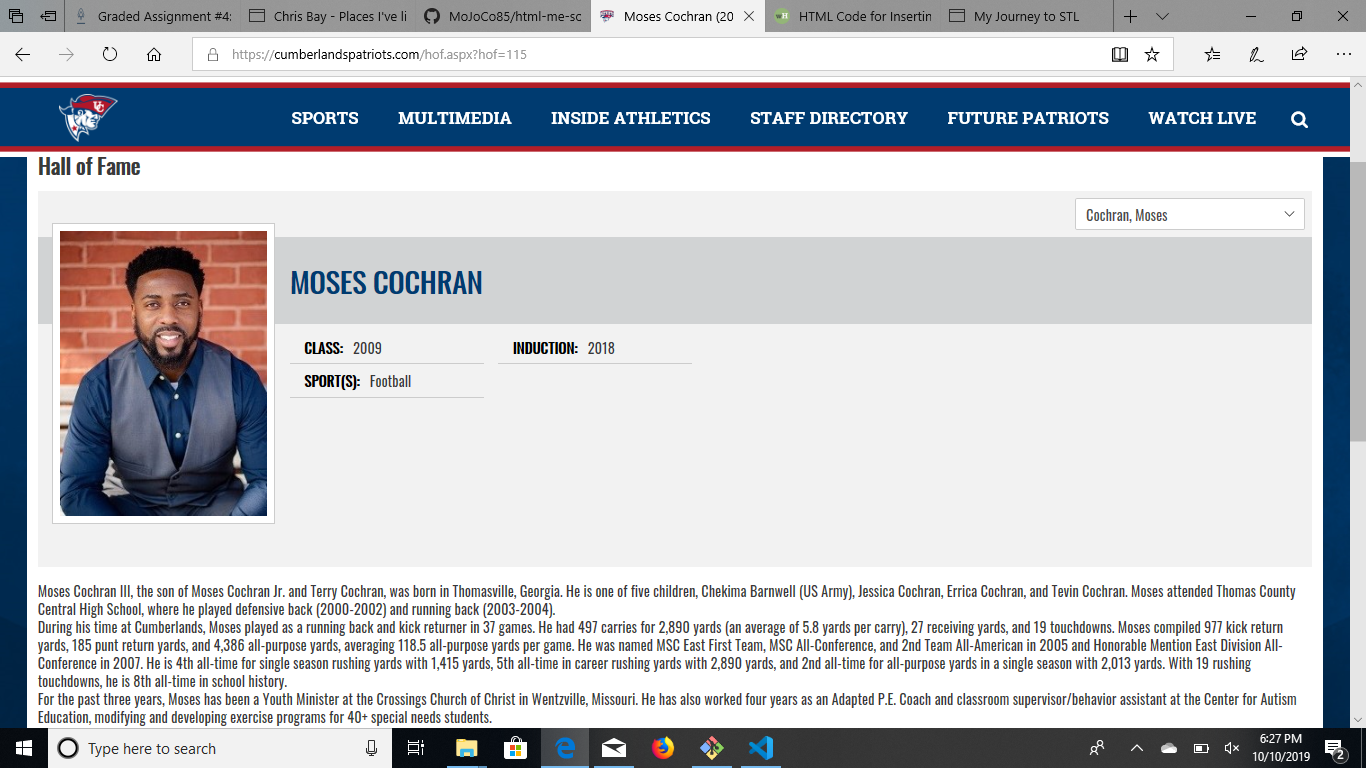 Graded Assignment #4:
Chris Bay - Places I've li
MoJoCo85/html-me-sc
Moses Cochran (20
HTML Code for Insertin
My Journey to STL
https://cumberlandspatriots.com/hof.aspx?hof=115
UC
SPORTS
MULTIMEDIA
INSIDE ATHLETICS
STAFF DIRECTORY
FUTURE PATRIOTS
WATCH LIVE
Hall of Fame
Cochran, Moses
MOSES COCHRAN
CLASS: 2009
INDUCTION: 2018
SPORT(S): Football
Moses Cochran III, the son of Moses Cochran Jr. and Terry Cochran, was born in Thomasville, Georgia. He is one of five children, Chekima Barnwell (US Army), Jessica Cochran, Errica Cochran, and Tevin Cochran. Moses attended Thomas County
Central High School, where he played defensive back (2000-2002) and running back (2003-2004).
During his time at Cumberlands, Moses played as a running back and kick returner in 37 games. He had 497 carries for 2,890 yards (an average of 5.8 yards per carry), 27 receiving yards, and 19 touchdowns. Moses compiled 977 kick return
yards, 185 punt return yards, and 4,386 all-purpose yards, averaging 118.5 all-purpose yards per game. He was named MSC East First Team, MSC All-Conference, and 2nd Team All-American in 2005 and Honorable Mention East Division All-
Conference in 2007. He is 4th all-time for single season rushing yards with 1,415 yards, 5th all-time in career rushing yards with 2,890 yards, and 2nd all-time for all-purpose yards in a single season with 2,013 yards. With 19 rushing
touchdowns, he is 8th all-time in school history.
For the past three years, Moses has been a Youth Minister at the Crossings Church of Christ in Wentzville, Missouri. He has also worked four years as an Adapted P.E. Coach and classroom supervisor/behavior assistant at the Center for Autism
Education, modifying and developing exercise programs for 40+ special needs students.
Type here to search
6:27 PM
10/10/2019
2